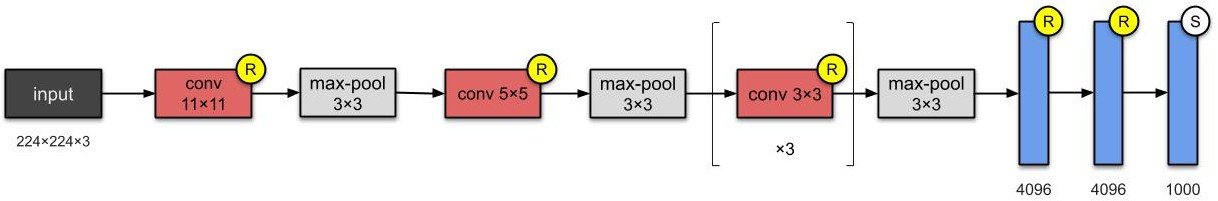 input
224×224×3
conv
11×11
R
max-pool
3×3
conv 5×5
R
max-pool
3×3
conv 3×3
R
×3
max-pool
3×3
R
4096
R
4096
S
1000